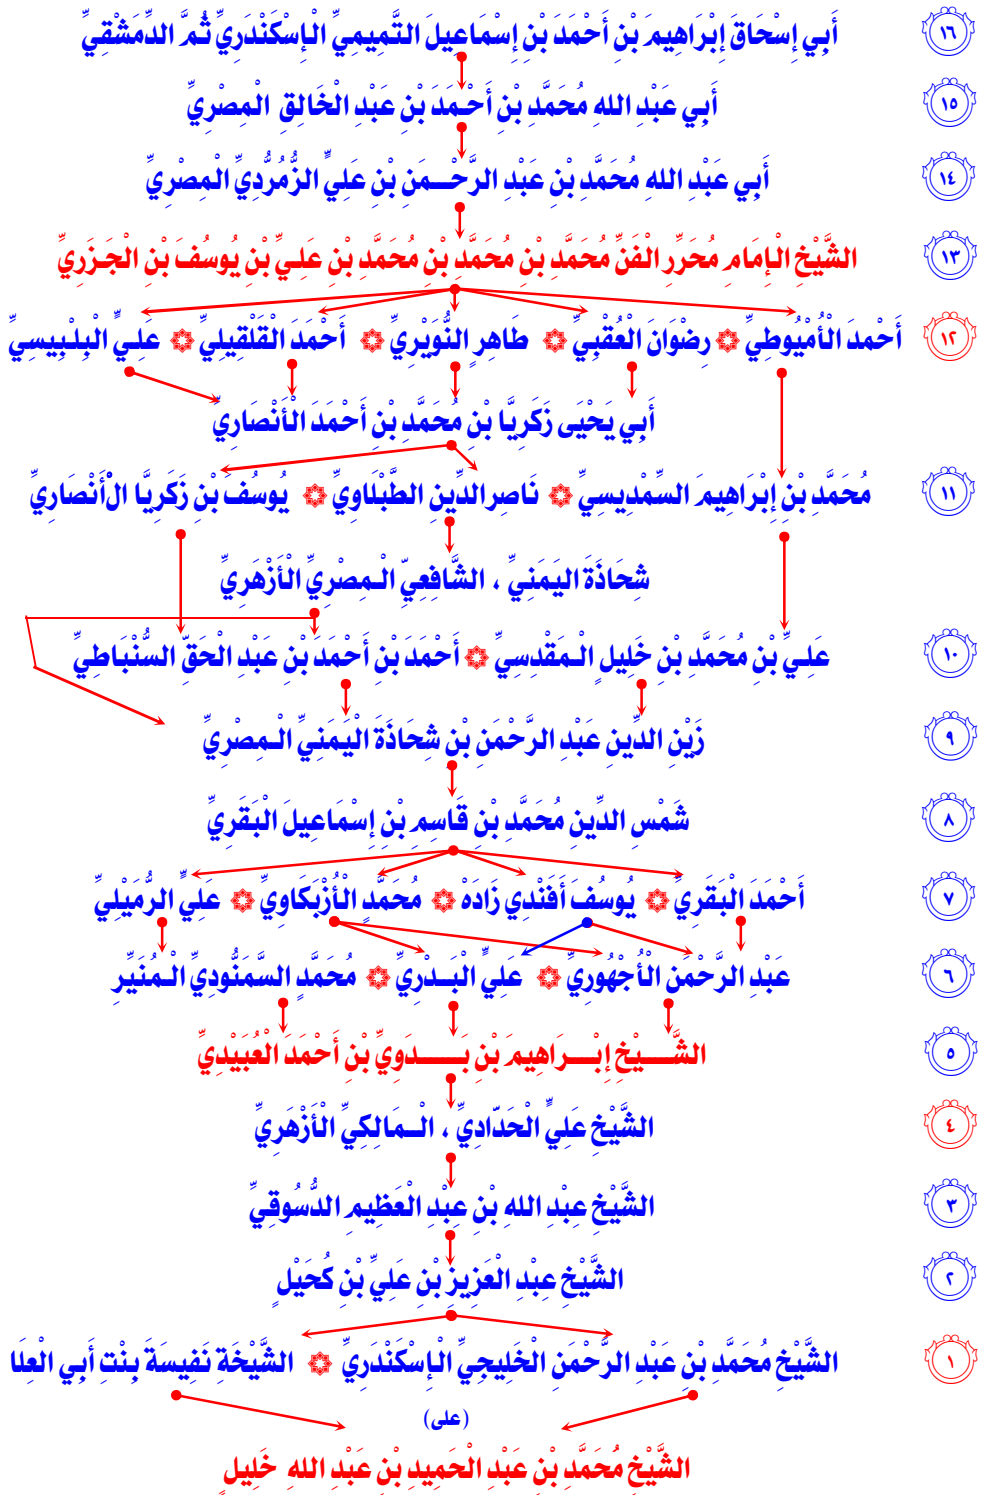 أَبِي إِسْحَاقَ إِبْرَاهِيمَ بْنِ أَحْمَدَ بْنِ إِسْمَاعِيلَ التَّمِيمِيِّ الْإِسْكَنْدَرِيِّ ثُمَّ الدِّمَشْقِيِّ ١٦
أَبِي عَبْدِ اللهِ مُحَمَّدِ بْنِ أَحْمَدَ بْنِ عَبْدِ الْخَالِقِ الْمِصْرِيِّ ١٥
أَبِي عَبْدِ اللهِ مُحَمَّدِ بْنِ عَبْدِ الرَّحْمَنِ بْنِ عَلِيٍّ الزُّمُرُّدِيِّ الْمِصْرِيِّ ١٤
الشَّيْخِ الْإِمَامِ مُحَرِّرِ الْفَنِّ مُحَمَّدِ بْنِ مُحَمَّدِ بْنِ مُحَمَّدِ بْنِ عَلِيِّ بْنِ يُوسُفَ بْنِ الْجَزَرِيِّ ١٣
أَحْمَدَ الْأُمْيُوطِيِّ ۞ رِضْوَانَ الْعُقْبِيِّ ۞ طَاهِرِ النُّوَيْرِيِّ ۞ أَحْمَدَ الْقَلْقِيلِيِّ ۞ عَلِيٍّ الْبِلْبِيسِيِّ ١٢
أَبِي يَحْيَى زَكَرِيَّا بْنِ مُحَمَّدِ بْنِ أَحْمَدَ الْأَنْصَارِيِّ
مُحَمَّدِ بْنِ إِبْرَاهِيمَ السِّمْدِيسِيِّ ۞ نَاصِرِ الدِّينِ الطَّبْلَاوِيِّ ۞ يُوسُفَ بْنِ زَكَرِيَّا الْأَنْصَارِيِّ ١١
شِحَاذَةَ اليَمَنِيِّ ، الشَّافِعِيِّ الْمِصْرِيِّ الْأَزْهَرِيِّ
عَلِيِّ بْنِ مُحَمَّدِ بْنِ خَلِيلٍ الْمَقْدِسِيِّ ۞ أَحْمَدَ بْنِ أَحْمَدَ بْنِ عَبْدِ الْحَقِّ السُّنْبَاطِيِّ ١٠
زَيْنِ الدِّينِ عَبْدِ الرَّحْمَنِ بْنِ شِحَاذَةَ الْيَمَنِيِّ الْمِصْرِيِّ ٩
شَمْسِ الدِّينِ مُحَمَّدِ بْنِ قَاسِمِ بْنِ إِسْمَاعِيلَ الْبَقَرِيِّ ٨
أَحْمَدَ الْبَقَرِيِّ ۞ يُوسُفَ أَفَنْدِي زَادَهْ ۞ مُحَمَّدٍ الْأُزْبَكَاوِيِّ ۞ عَلِيٍّ الرُّمَيْلِيِّ ٧
عَبْدِ الرَّحْمَنِ الْأُجْهُورِيِّ ۞ عَلِيٍّ الْبَدْرِيِّ ۞ مُحَمَّدٍ السَّمَنُّودِيِّ الْمُنَيِّرِ ٦
الشَّيْخِ إِبْرَاهِيمَ بْنِ بَدَوِيِّ بْنِ أَحْمَدَ الْعُبَيْدِيِّ ٥
الشَّيْخِ عَلِيٍّ الْحَدَّادِيِّ ، الْمَالِكِيِّ الْأَزْهَرِيِّ ٤
الشَّيْخِ عَبْدِ اللهِ بْنِ عَبْدِ الْعَظِيمِ الدُّسُوقِيِّ ٣
الشَّيْخِ عَبْدِ الْعَزِيزِ بْنِ عَلِيِّ بْنِ كُحَيْلٍ ٢
الشَّيْخِ مُحَمَّدِ بْنِ عَبْدِ الرَّحْمَنِ الْخَلِيجِيِّ الْإِسْكَنْدَرِيِّ ۞ الشَّيْخَةِ نَفِيسَةَ بِنْتِ أَبِي الْعِلَا ١
(على)
الشَّيْخِ مُحَمَّدِ بْنِ عَبْدِ الْحَمِيدِ بْنِ عَبْدِ اللهِ خَلِيلٍ